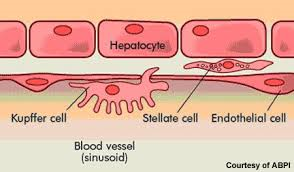 Hepatocyte
Kupffer cell
Stellate cell
Endothelial cell
Blood vessel
(sinusoid)
Courtesy of ABPI